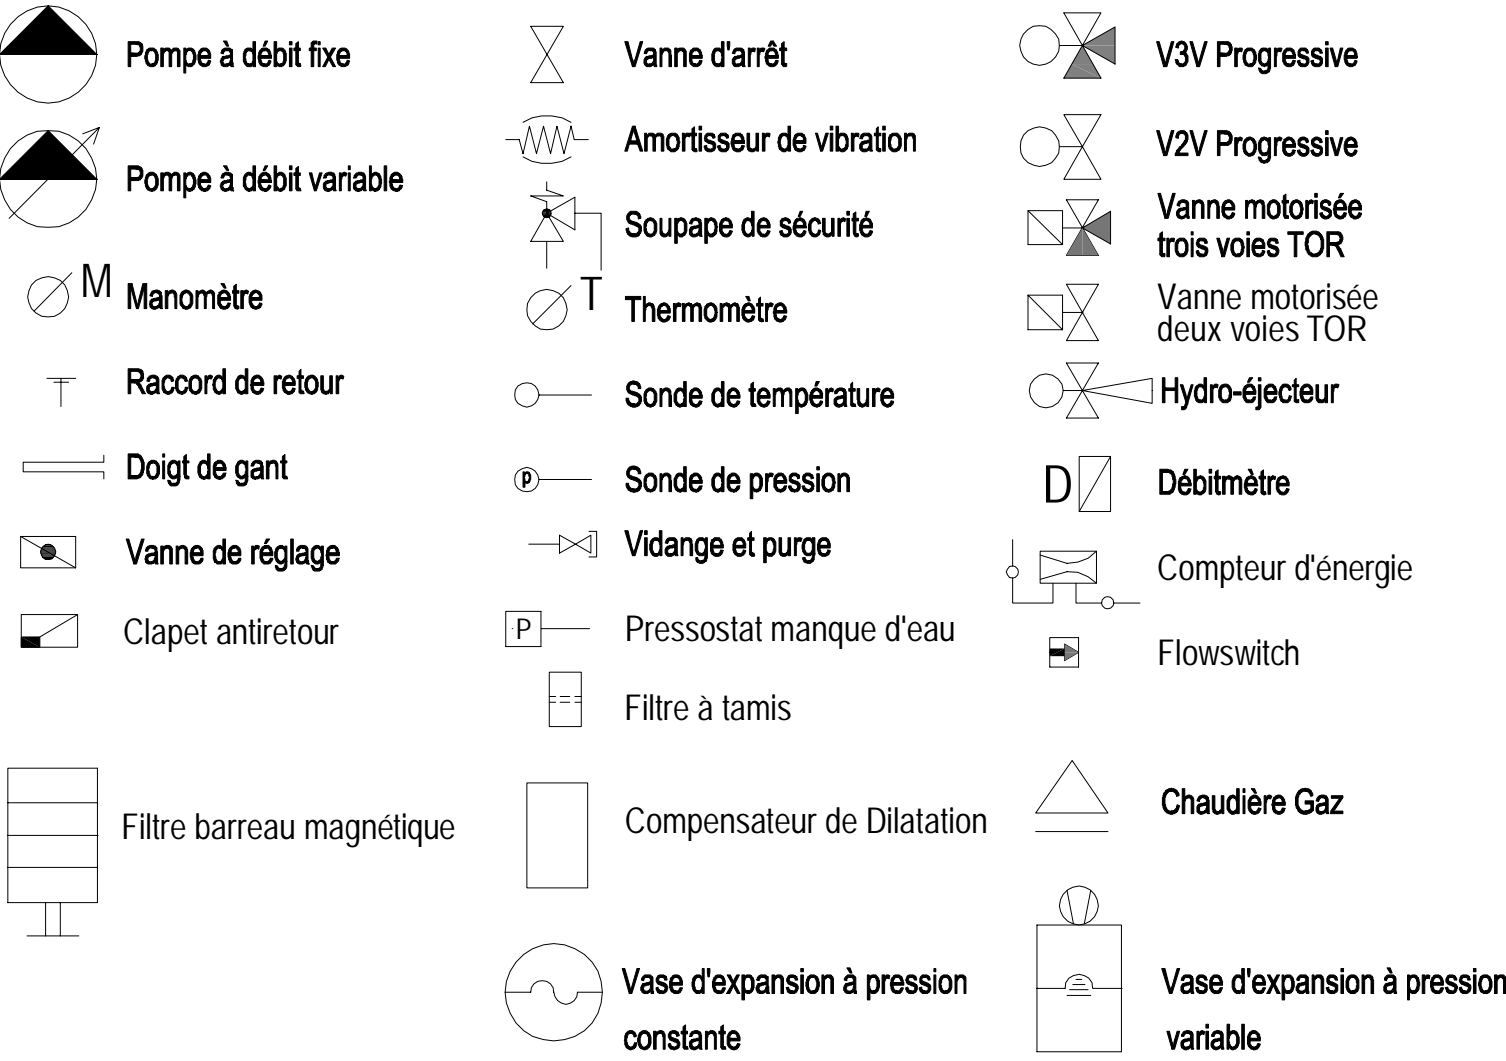 Pompe à débit fixe
Pompe à débit variable
M
Manomètre
Raccord de retour
Doigt de gant
Vanne de réglage
Clapet antiretour
Filtre barreau magnétique
Vanne d'arrêt
Amortisseur de vibration
Soupape de sécurité
T
Thermomètre
Sonde de température
p
Sonde de pression
Vidange et purge
P
Pressostat manque d'eau
Filtre à tamis
Compensateur de Dilatation
Vase d'expansion à pression
constante
V3V Progressive
V2V Progressive
Vanne motorisée
trois voies TOR
Vanne motorisée
deux voies TOR
Hydro-éjecteur
D
Débitmètre
Compteur d'énergie
Flowswitch
Chaudière Gaz
Vase d'expansion à pression
variable